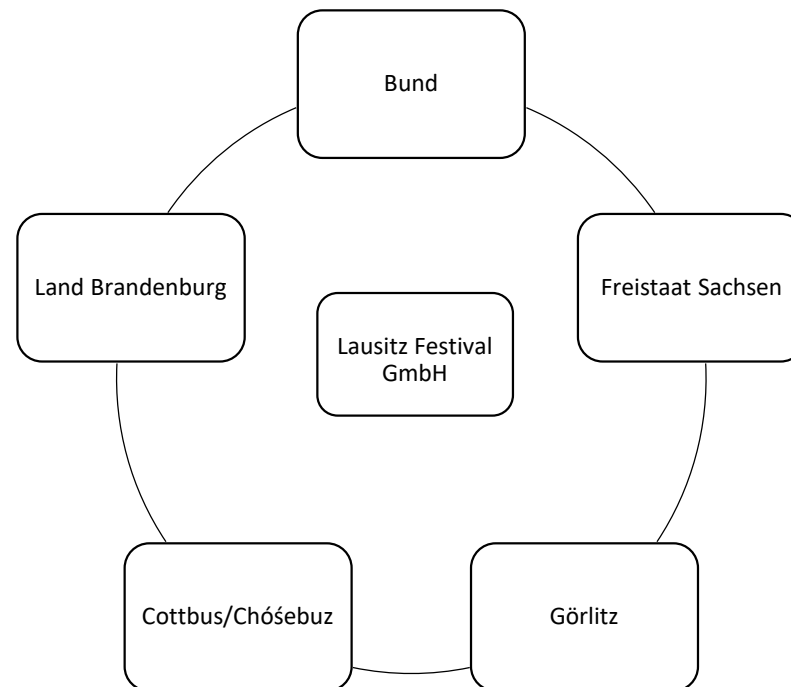 Bund
Land Brandenburg
Freistaat Sachsen
Lausitz Festival
GmbH
Cottbus/Chóśebuz
Görlitz